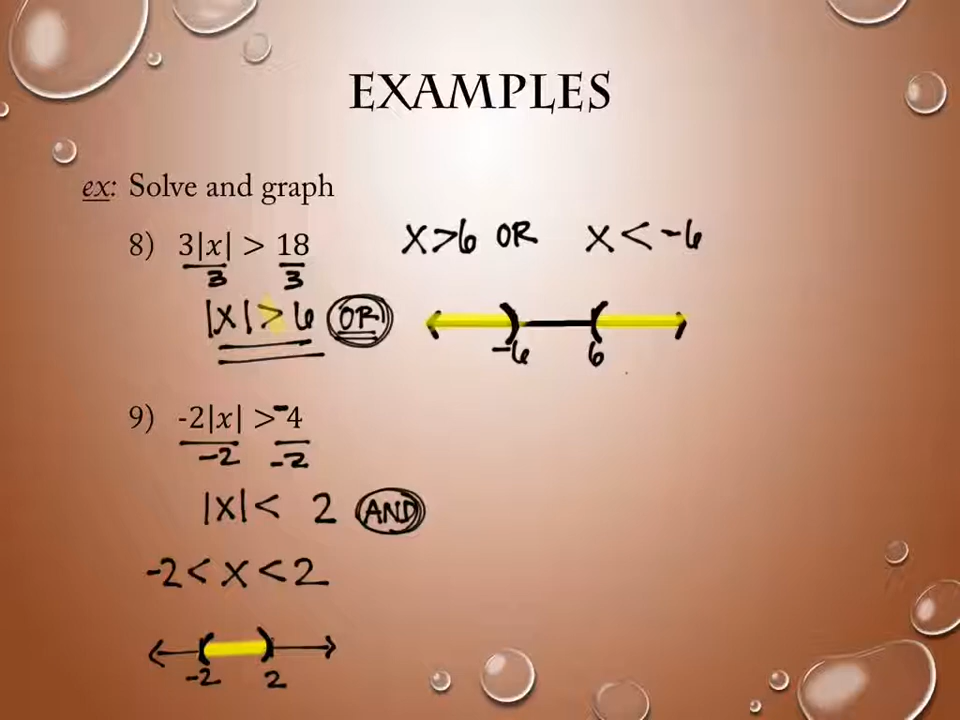 EXAMPLES
ex: Solve and graph
8) 3|x| > 18
3 3
|x| > 6 OR
x>6 OR x < -6
-6 6
9) -2|x| > -4
-2 -2
|x| < 2 AND
-2 < x < 2
-2 2